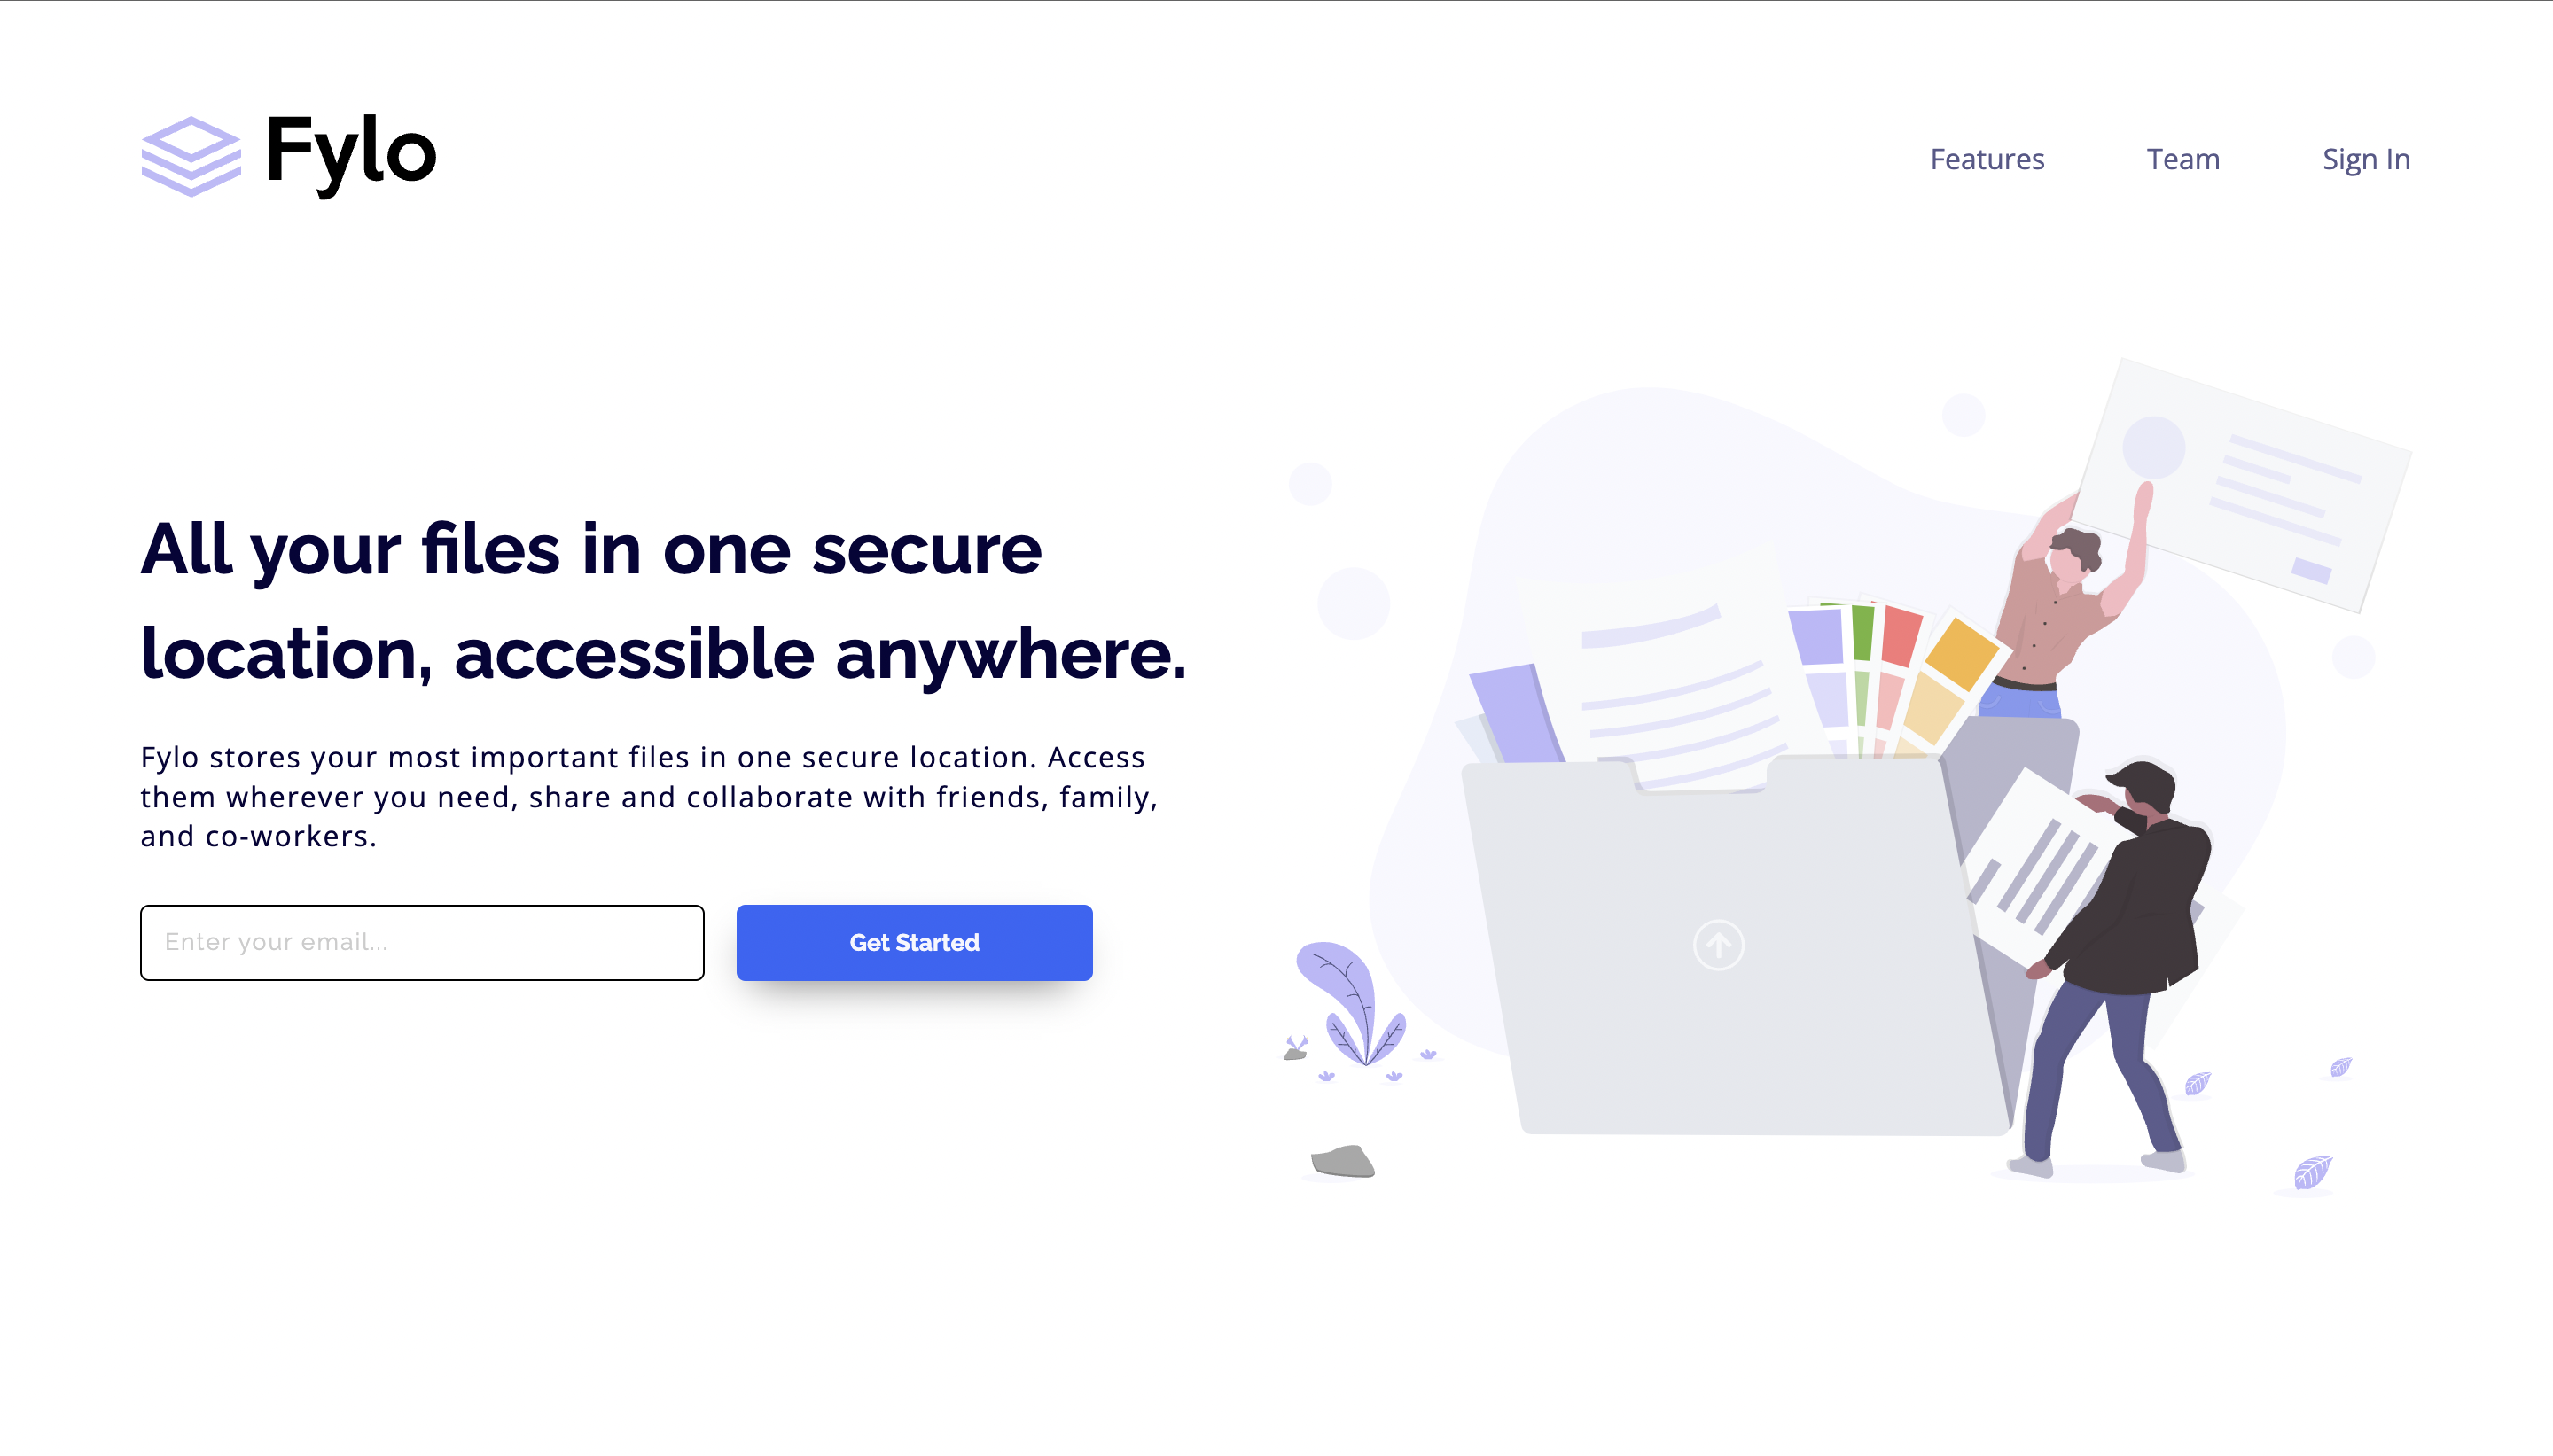 Fylo
Features
Team
Sign In
All your files in one secure
location, accessible anywhere.
Fylo stores your most important files in one secure location. Access
them wherever you need, share and collaborate with friends, family,
and co-workers.
Enter your email...
Get Started